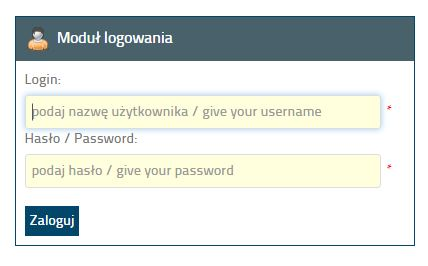 Moduł logowania
Login:
podaj nazwę użytkownika / give your username *
Hasło / Password:
podaj hasło / give your password *
Zaloguj